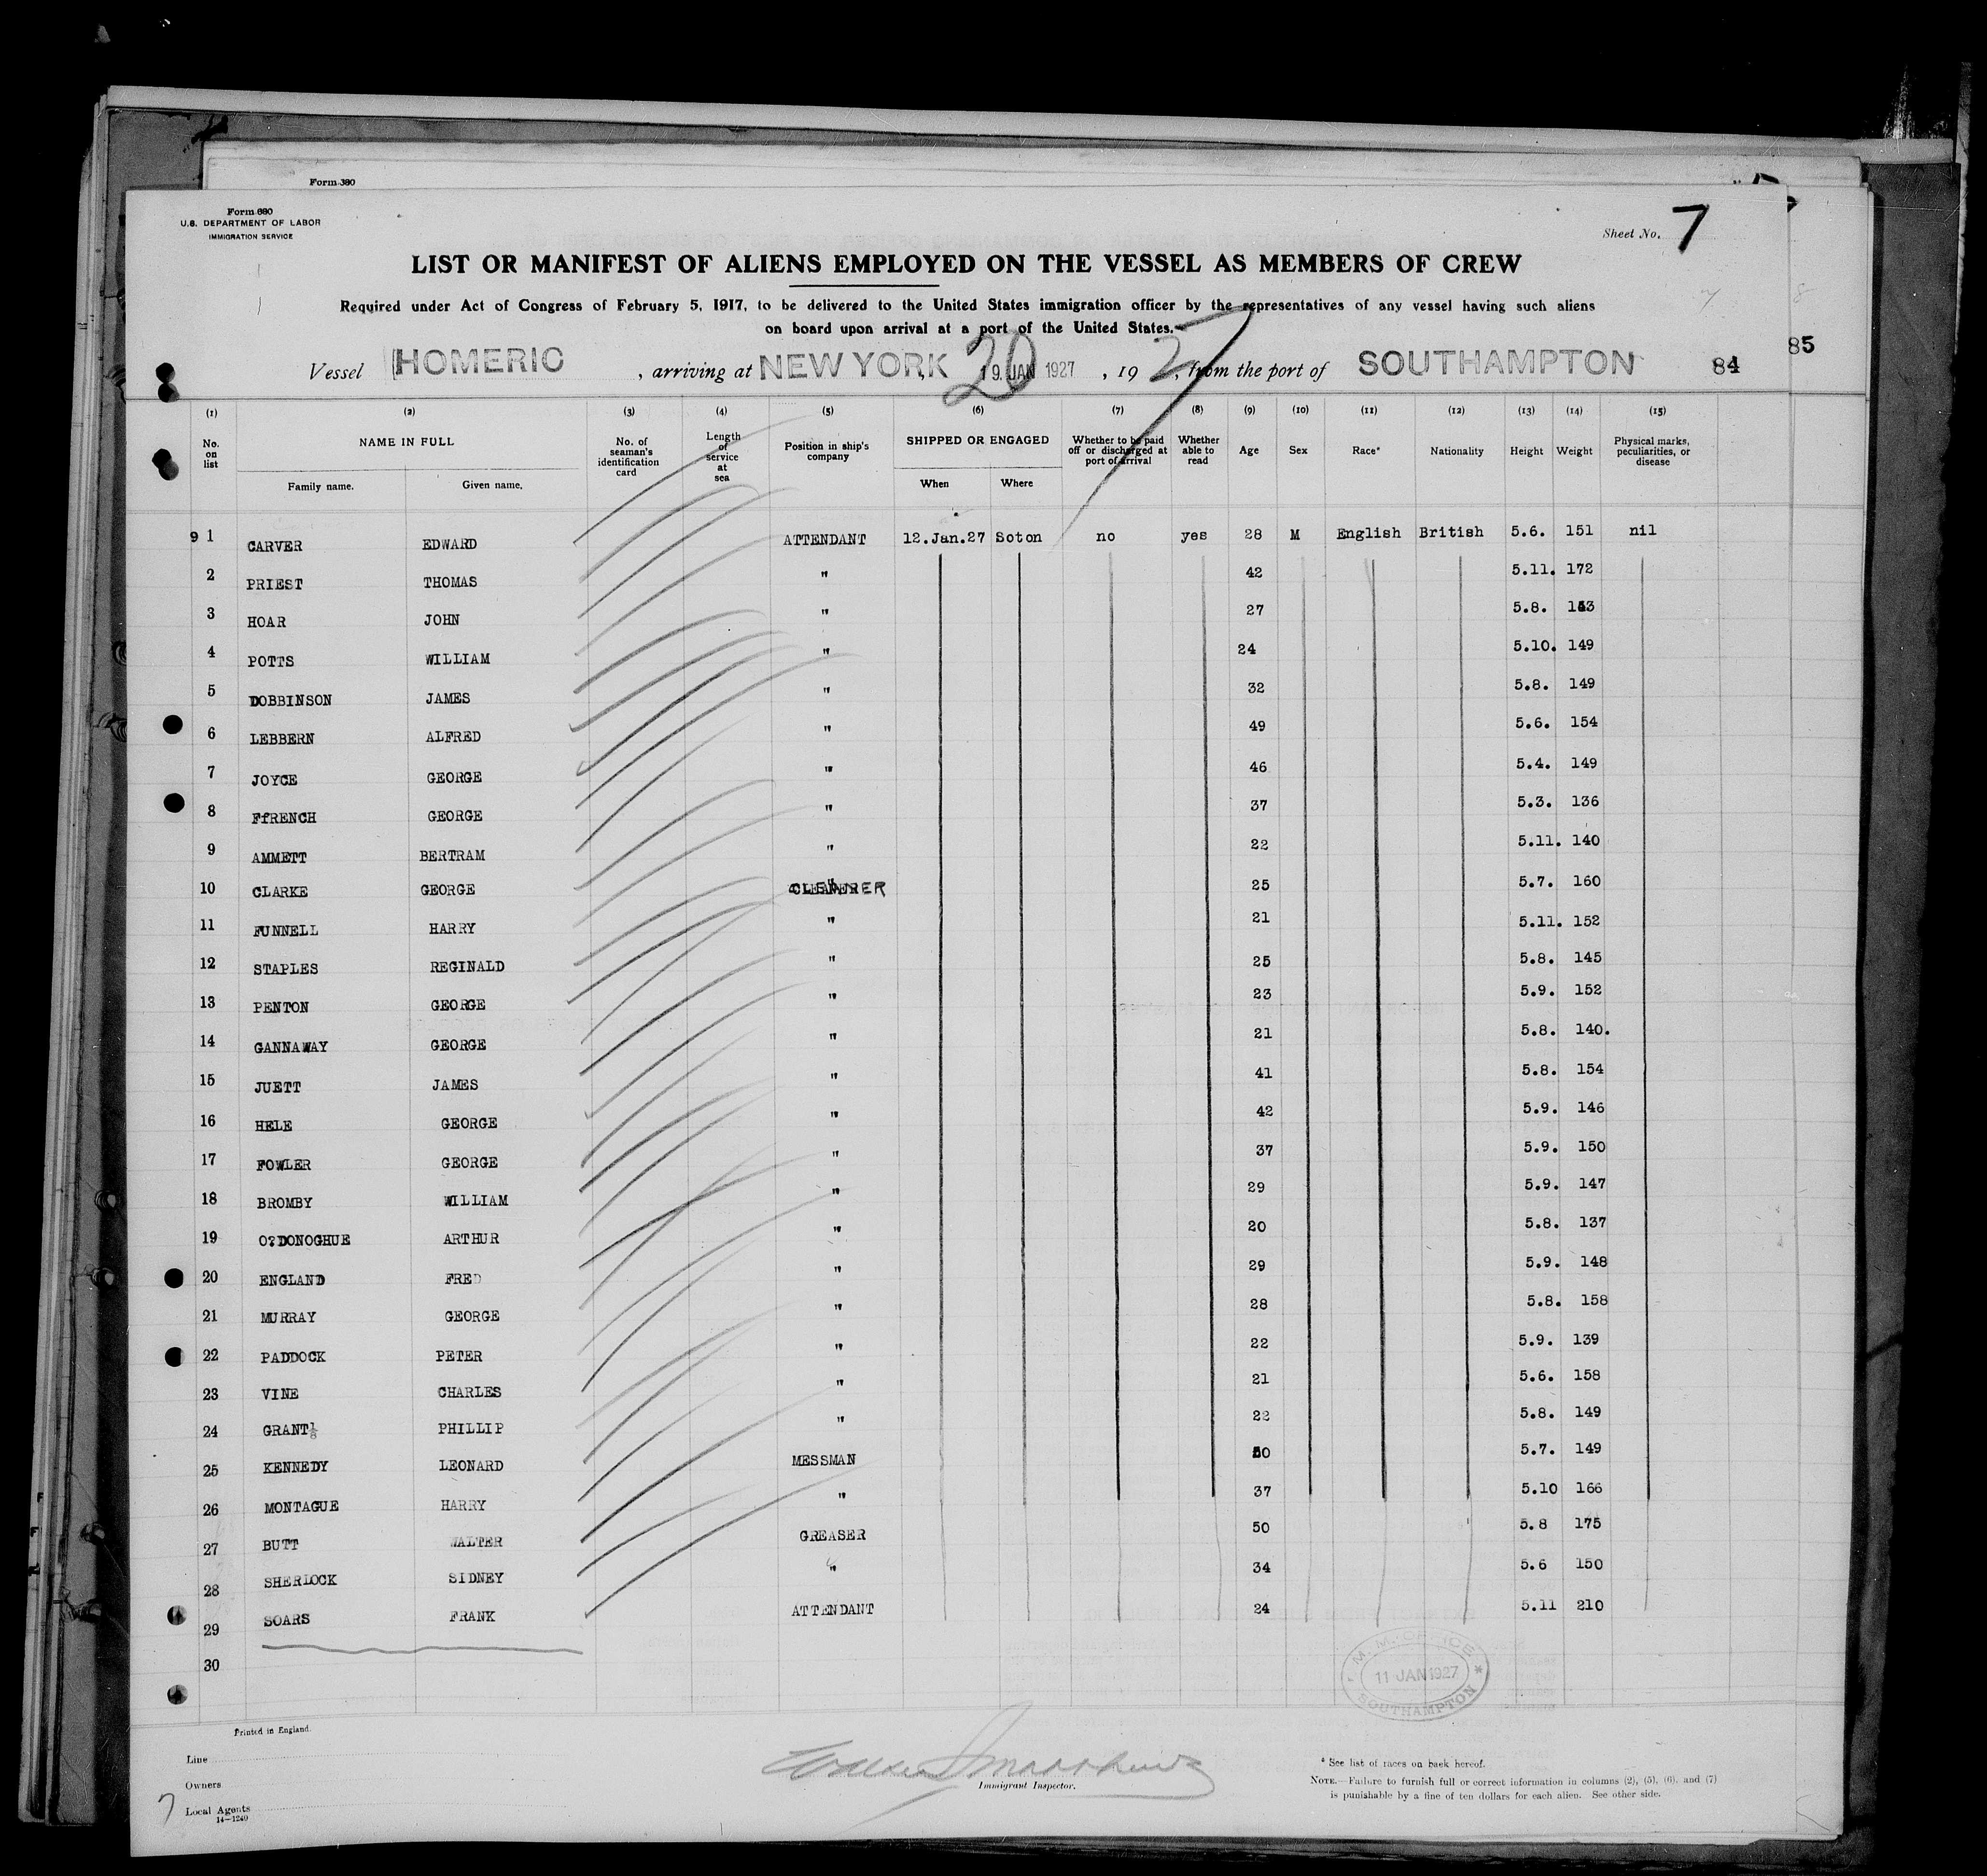 Form 380
Form 680
U.S. DEPARTMENT OF LABOR
IMMIGRATION SERVICE
Sheet No. 7
LIST OR MANIFEST OF ALIENS EMPLOYED ON THE VESSEL AS MEMBERS OF CREW
Required under Act of Congress of February 5, 1917, to be delivered to the United States immigration officer by the representatives of any vessel having such aliens
on board upon arrival at a port of the United States.
7 8
Vessel HOMERIC , arriving at NEW YORK 20 19. JAN 1927 , 19 27, from the port of SOUTHAMPTON 84 85
(1) (2) (3) (4) (5) (6) (7) (8) (9) (10) (11) (12) (13) (14) (15)
No. on list NAME IN FULL Family name. Given name. No. of seaman's identification card Length of service at sea Position in ship's company SHIPPED OR ENGAGED When Where Whether to be paid off or discharged at port of arrival Whether able to read Age Sex Race* Nationality Height Weight Physical marks, peculiarities, or disease
9 1 CARVER EDWARD ATTENDANT 12.Jan.27 Soton no yes 28 M English British 5.6. 151 nil
2 PRIEST THOMAS " 42 5.11. 172
3 HOAR JOHN " 27 5.8.
4 POTTS WILLIAM " 24 5.10. 149
5 DOBBINSON JAMES " 32 5.8. 149
6 LEBBERN ALFRED " 49 5.6. 154
7 JOYCE GEORGE " 46 5.4. 149
8 FfRENCH GEORGE " 37 5.3. 136
9 AMMETT BERTRAM " 22 5.11. 140
10 CLARKE GEORGE 25 5.7. 160
11 FUNNELL HARRY " 21 5.11. 152
12 STAPLES REGINALD " 25 5.8. 145
13 PENTON GEORGE " 23 5.9. 152
14 GANNAWAY GEORGE " 21 5.8. 140.
15 JUETT JAMES " 41 5.8. 154
16 HELE GEORGE " 42 5.9. 146
17 FOWLER GEORGE " 37 5.9. 150
18 BROMBY WILLIAM " 29 5.9. 147
19 O?DONOGHUE ARTHUR " 20 5.8. 137
20 ENGLAND FRED " 29 5.9. 148
21 MURRAY GEORGE " 28 5.8. 158
22 PADDOCK PETER " 22 5.9. 139
23 VINE CHARLES " 21 5.6. 158
24 GRANT⅛ PHILLIP " 22 5.8. 149
25 KENNEDY LEONARD MESSMAN 5.7. 149
26 MONTAGUE HARRY " 37 5.10 166
27 BUTT WALTER GREASER 50 5.8 175
28 SHERLOCK SIDNEY " 34 5.6 150
29 SOARS FRANK ATTENDANT 24 5.11 210
30
M.M. OFFICE
11 JAN 1927
SOUTHAMPTON
Printed in England.
Line
Owners
7 Local Agents
14—1240
Immigrant Inspector.
* See list of races on back hereof.
NOTE.—Failure to furnish full or correct information in columns (2), (5), (6), and (7)
is punishable by a fine of ten dollars for each alien. See other side.